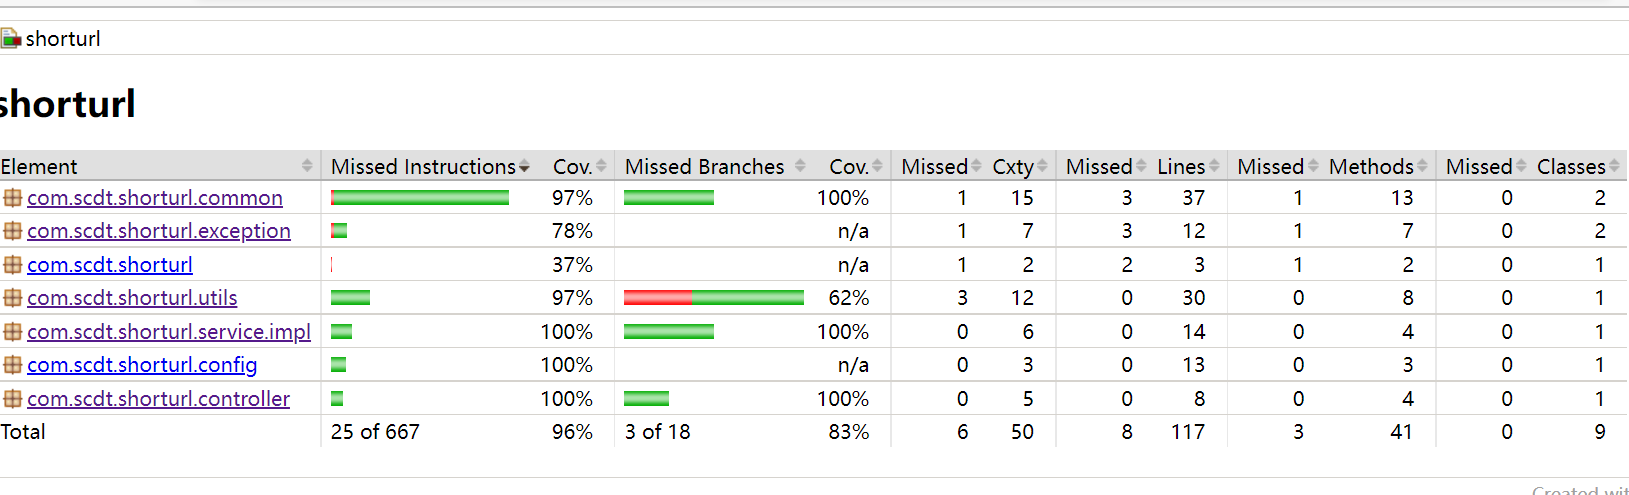 shorturl
shorturl
Element Missed Instructions Cov. Missed Branches Cov. Missed Cxty Missed Lines Missed Methods Missed Classes
com.scdt.shorturl.common 97% 100% 1 15 3 37 1 13 0 2
com.scdt.shorturl.exception 78% n/a 1 7 3 12 1 7 0 2
com.scdt.shorturl 37% n/a 1 2 2 3 1 2 0 1
com.scdt.shorturl.utils 97% 62% 3 12 0 30 0 8 0 1
com.scdt.shorturl.service.impl 100% 100% 0 6 0 14 0 4 0 1
com.scdt.shorturl.config 100% n/a 0 3 0 13 0 3 0 1
com.scdt.shorturl.controller 100% 100% 0 5 0 8 0 4 0 1
Total 25 of 667 96% 3 of 18 83% 6 50 8 117 3 41 0 9
Created